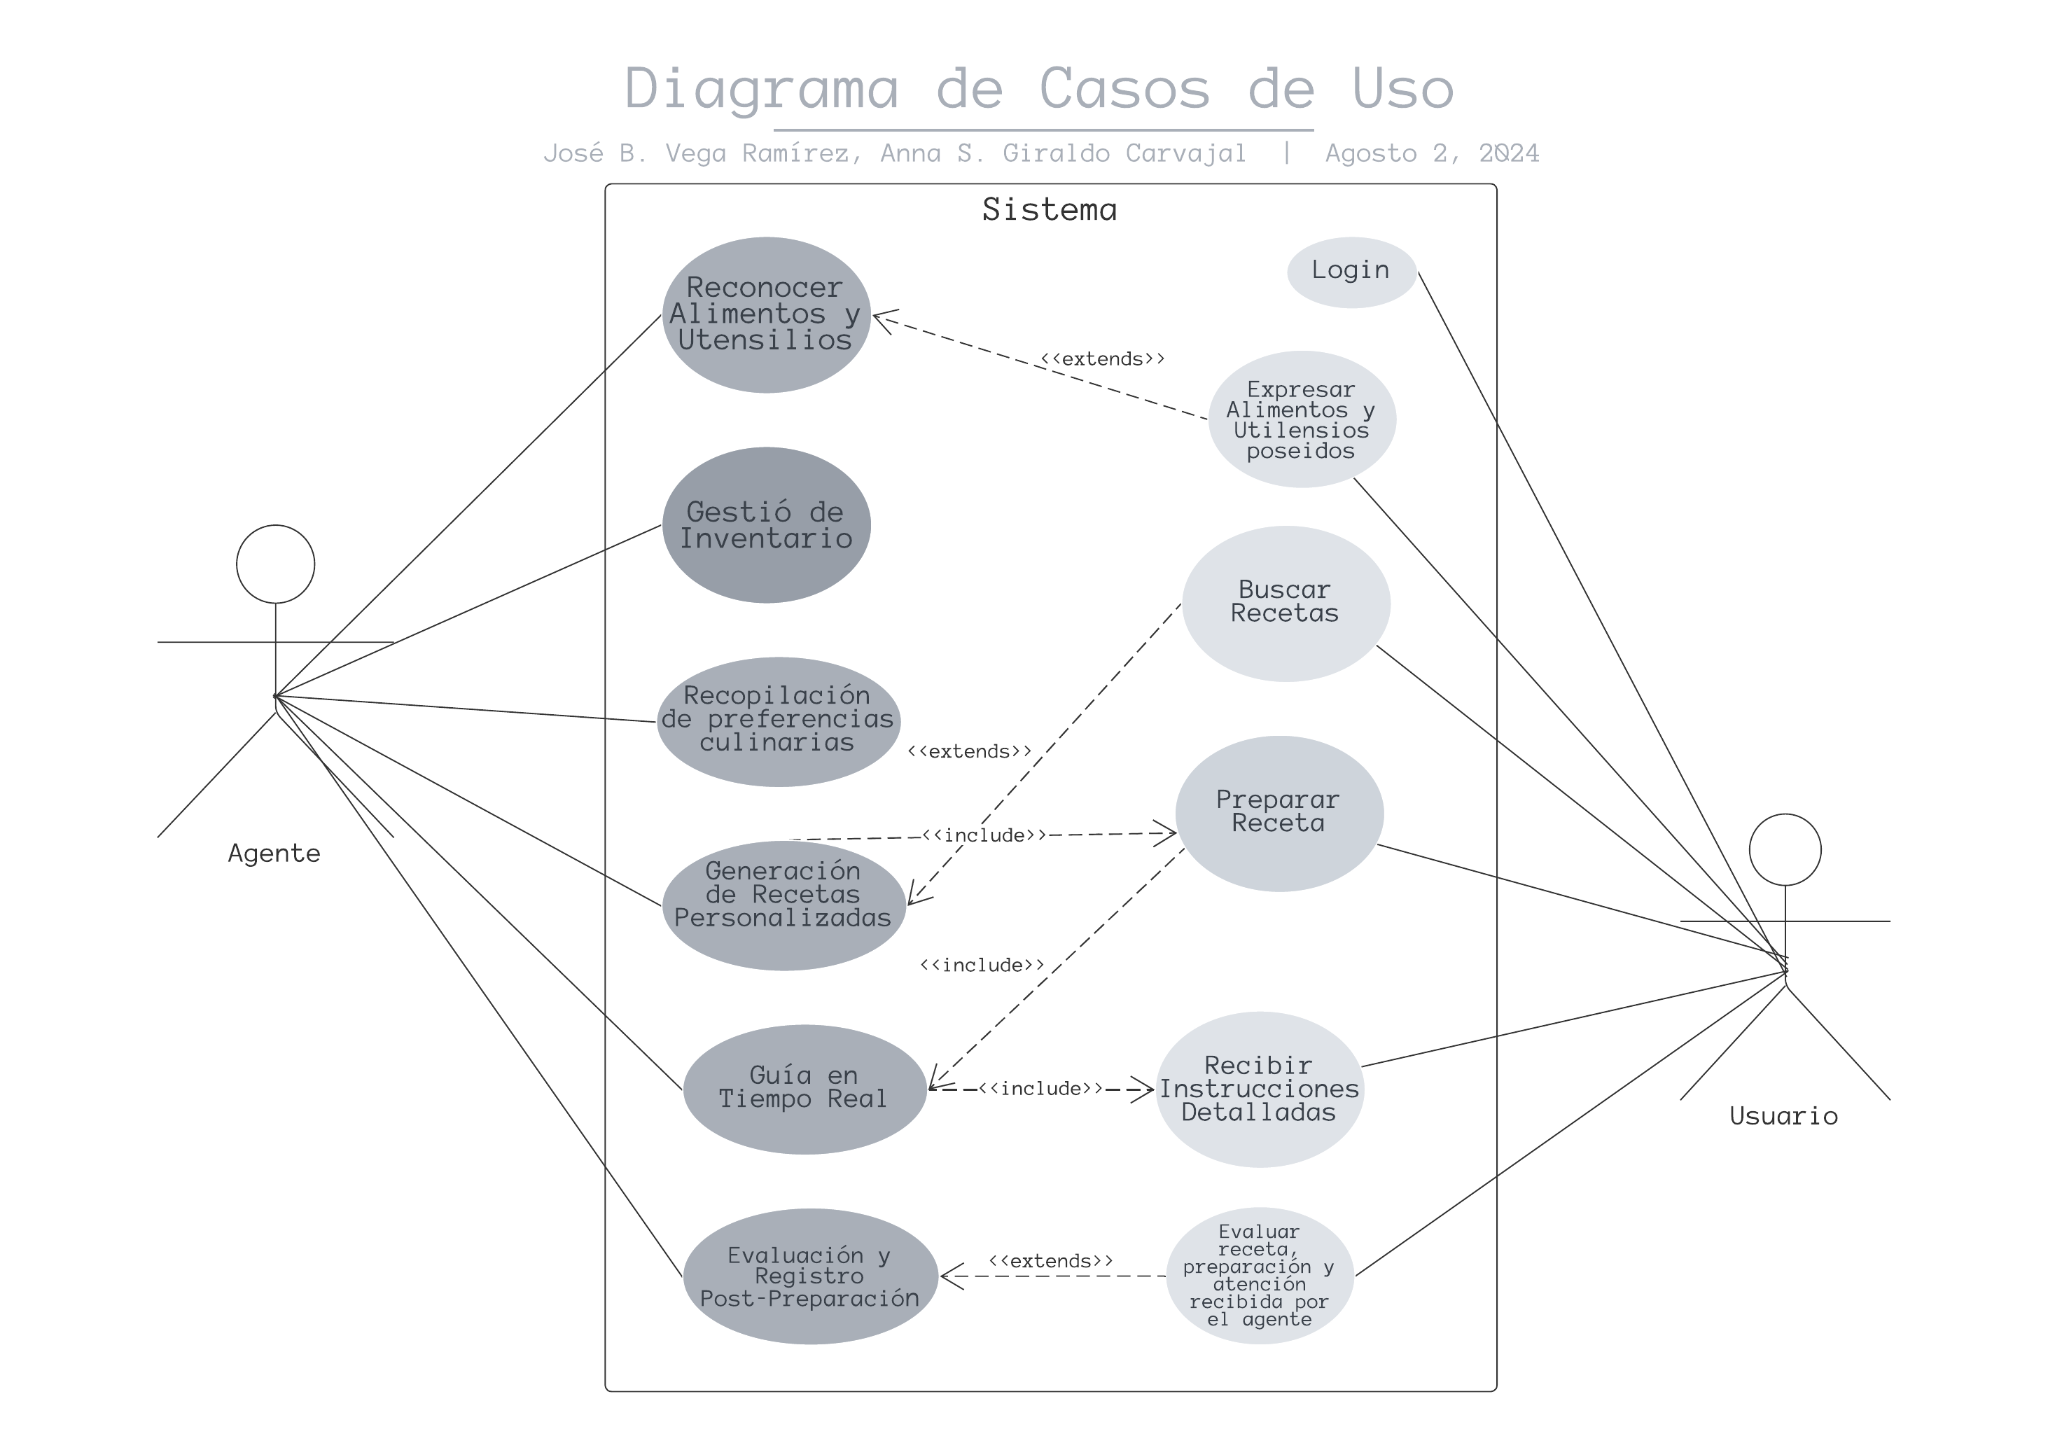 Diagrama de Casos de Uso
José B. Vega Ramírez, Anna S. Giraldo Carvajal | Agosto 2, 2024
Sistema
Reconocer
Alimentos y
Utensilios
Login
<<extends>>
Expresar
Alimentos y
Utilensios
poseidos
Gestió de
Inventario
Buscar
Recetas
Recopilación
de preferencias
culinarias
<<extends>>
Preparar
Receta
<<include>>
Agente
Generación
de Recetas
Personalizadas
<<include>>
Guía en
Tiempo Real
<<include>>
Recibir
Instrucciones
Detalladas
Usuario
Evaluación y
Registro
Post-Preparación
<<extends>>
Evaluar
receta,
preparación y
atención
recibida por
el agente